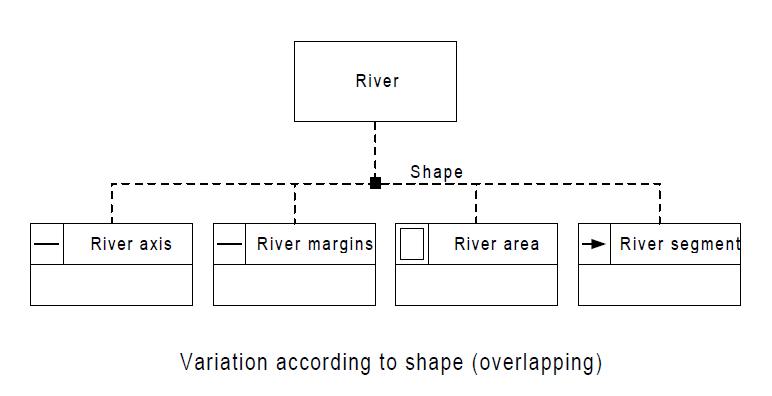 River
Shape
River axis
River margins
River area
River segment
Variation according to shape (overlapping)